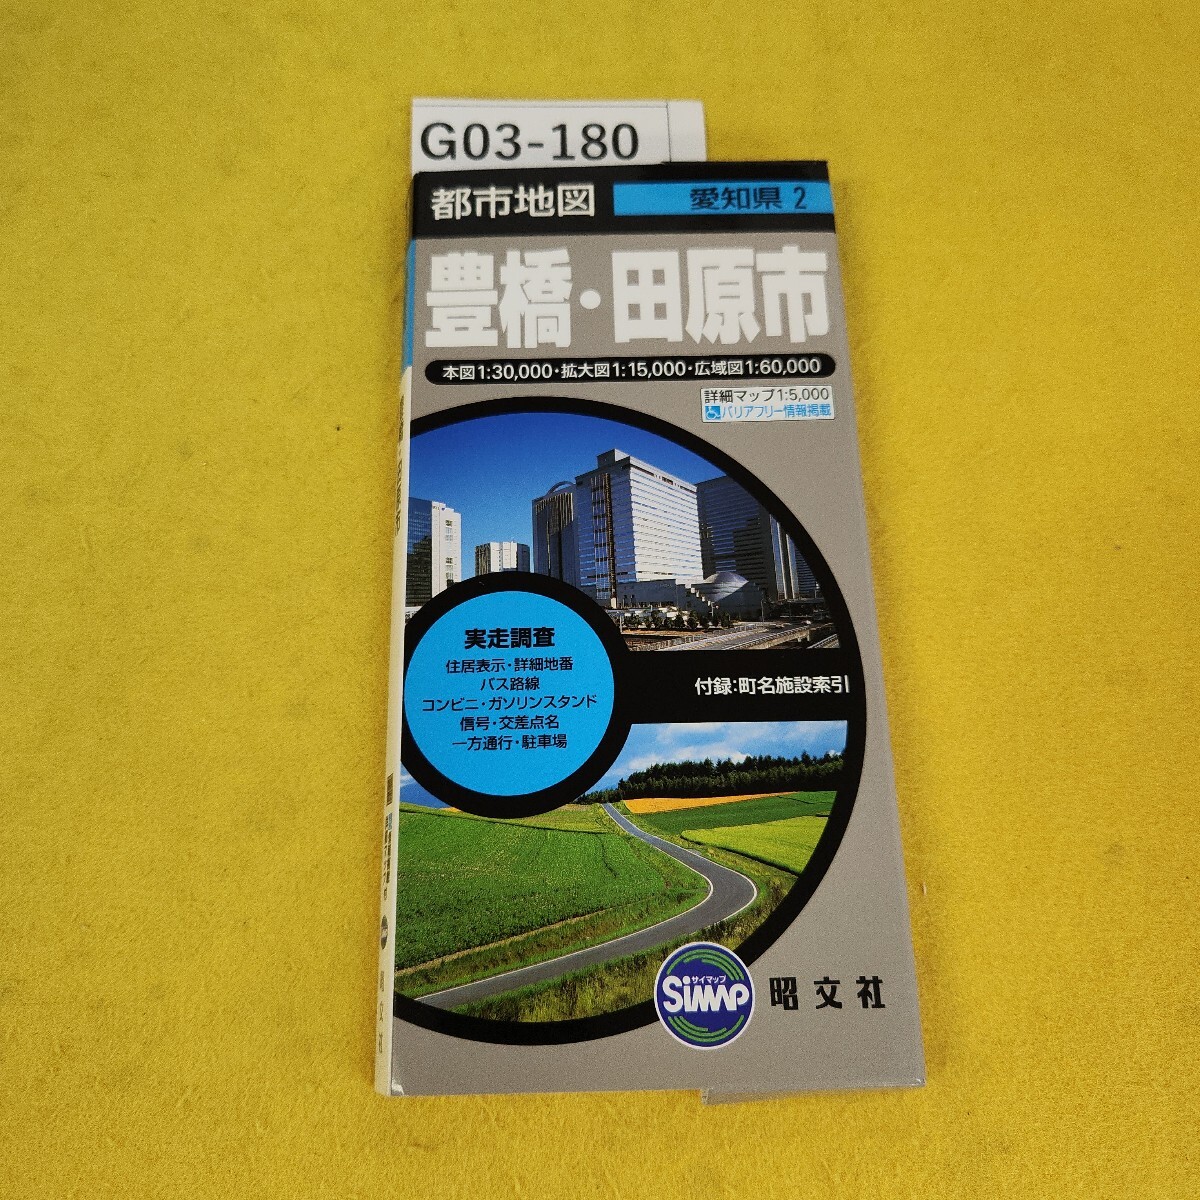 G03-180
都市地図
愛知県 2
豊橋・田原市
本図1:30,000・拡大図1:15,000・広域図1:60,000
詳細マップ1:5,000
バリアフリー情報掲載
実走調査
住居表示・詳細地番
バス路線
コンビニ・ガソリンスタンド
信号・交差点名
一方通行・駐車場
付録:町名施設索引
サイマップ
SiMAP
昭文社
昭文社